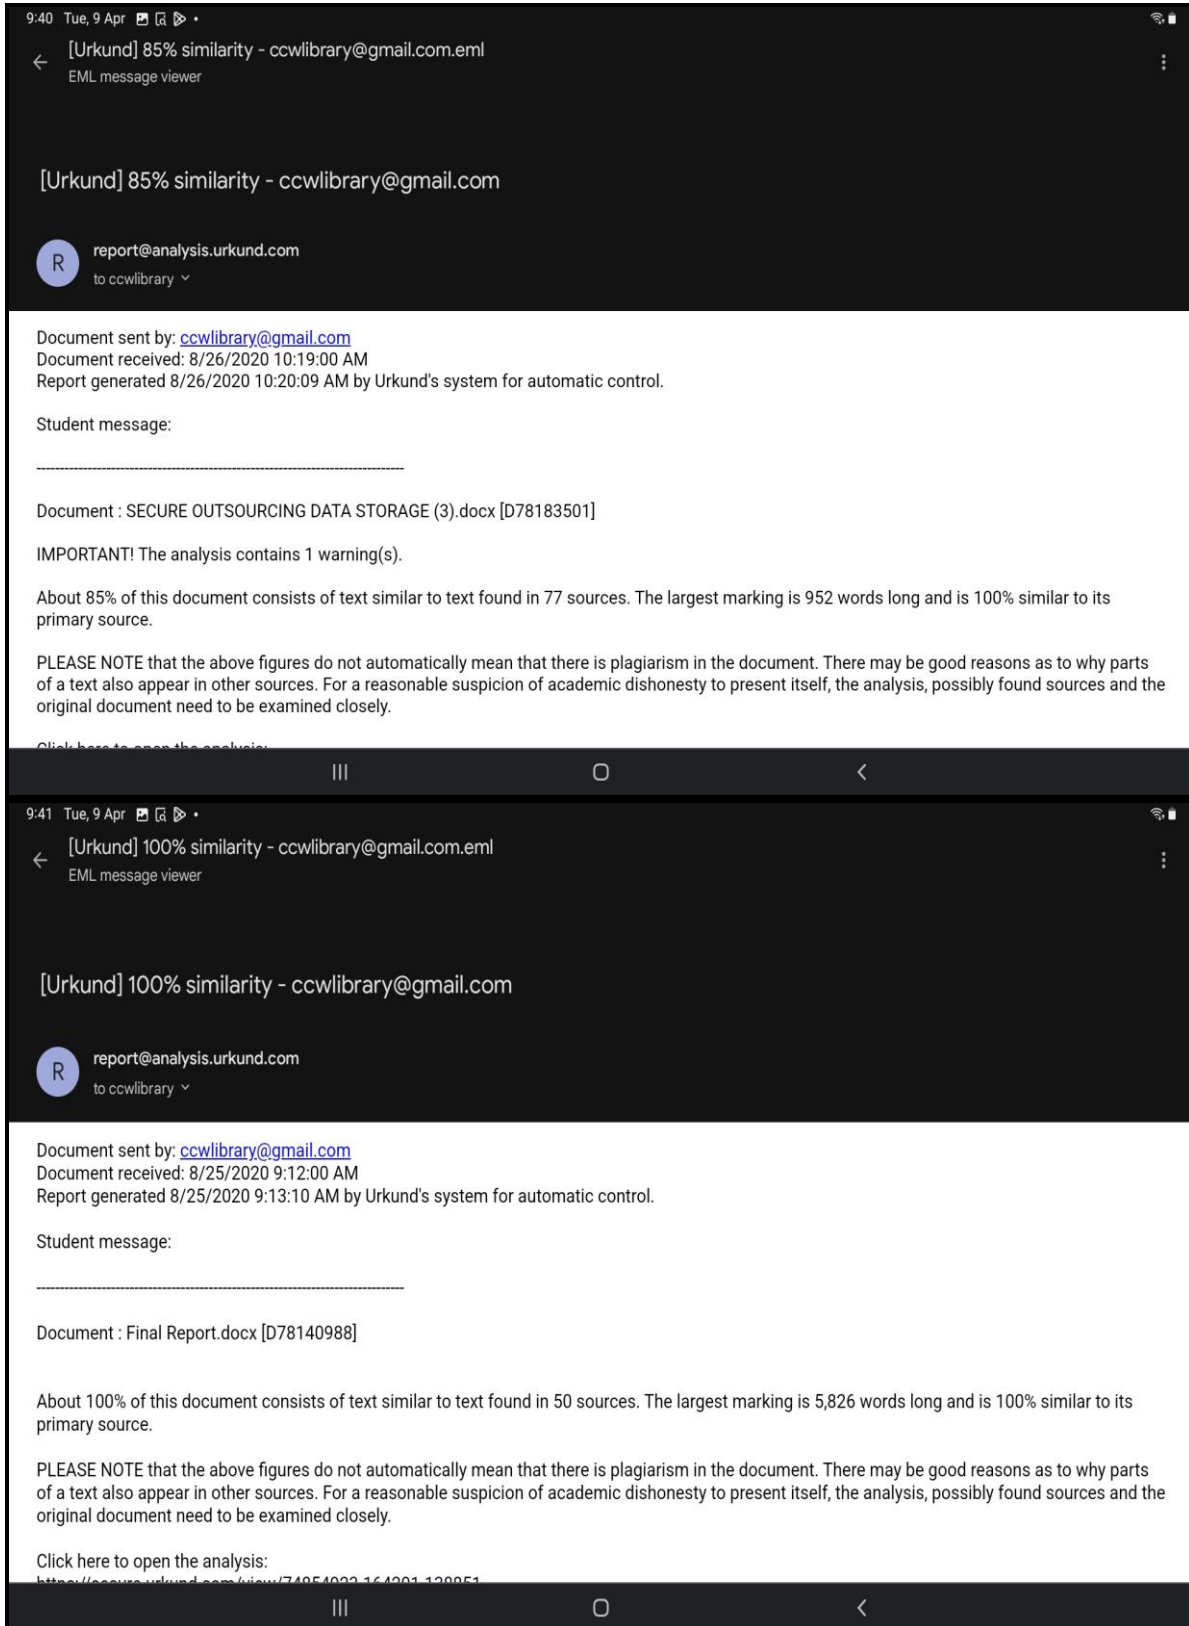 9:40 Tue, 9 Apr
[Urkund] 85% similarity - ccwlibrary@gmail.com.eml
EML message viewer
[Urkund] 85% similarity - ccwlibrary@gmail.com
R
report@analysis.urkund.com
to ccwlibrary
Document sent by: ccwlibrary@gmail.com
Document received: 8/26/2020 10:19:00 AM
Report generated 8/26/2020 10:20:09 AM by Urkund's system for automatic control.
Student message:
Document : SECURE OUTSOURCING DATA STORAGE (3).docx [D78183501]
IMPORTANT! The analysis contains 1 warning(s).
About 85% of this document consists of text similar to text found in 77 sources. The largest marking is 952 words long and is 100% similar to its
primary source.
PLEASE NOTE that the above figures do not automatically mean that there is plagiarism in the document. There may be good reasons as to why parts
of a text also appear in other sources. For a reasonable suspicion of academic dishonesty to present itself, the analysis, possibly found sources and the
original document need to be examined closely.
Click here to open the analysis:
9:41 Tue, 9 Apr
[Urkund] 100% similarity - ccwlibrary@gmail.com.eml
EML message viewer
[Urkund] 100% similarity - ccwlibrary@gmail.com
R
report@analysis.urkund.com
to ccwlibrary
Document sent by: ccwlibrary@gmail.com
Document received: 8/25/2020 9:12:00 AM
Report generated 8/25/2020 9:13:10 AM by Urkund's system for automatic control.
Student message:
Document : Final Report.docx [D78140988]
About 100% of this document consists of text similar to text found in 50 sources. The largest marking is 5,826 words long and is 100% similar to its
primary source.
PLEASE NOTE that the above figures do not automatically mean that there is plagiarism in the document. There may be good reasons as to why parts
of a text also appear in other sources. For a reasonable suspicion of academic dishonesty to present itself, the analysis, possibly found sources and the
original document need to be examined closely.
Click here to open the analysis: